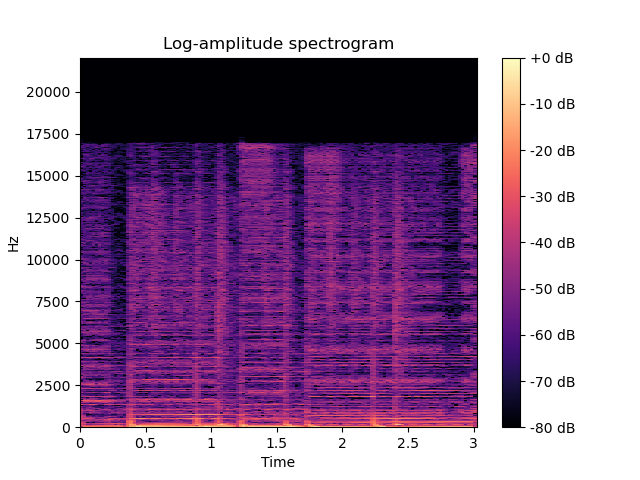 Log-amplitude spectrogram
Hz
20000
17500
15000
12500
10000
7500
5000
2500
0
0 0.5 1 1.5 2 2.5 3
Time
+0 dB
-10 dB
-20 dB
-30 dB
-40 dB
-50 dB
-60 dB
-70 dB
-80 dB